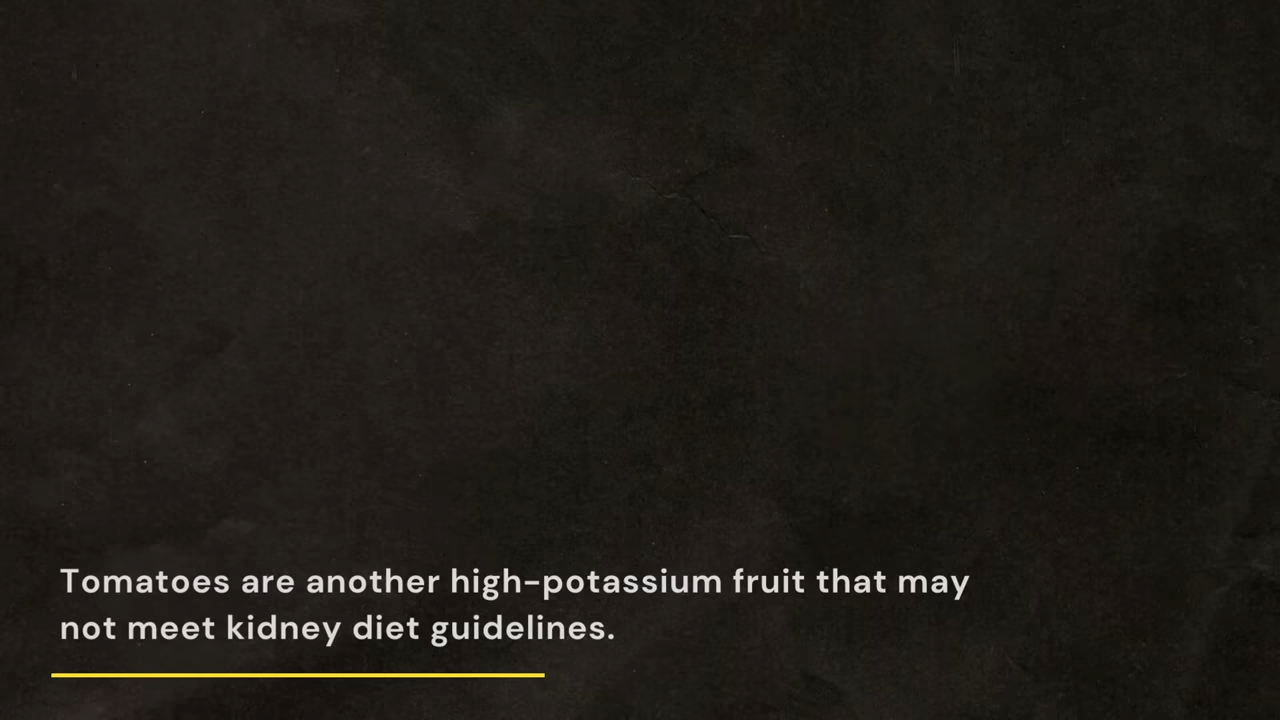 Tomatoes are another high-potassium fruit that may
not meet kidney diet guidelines.